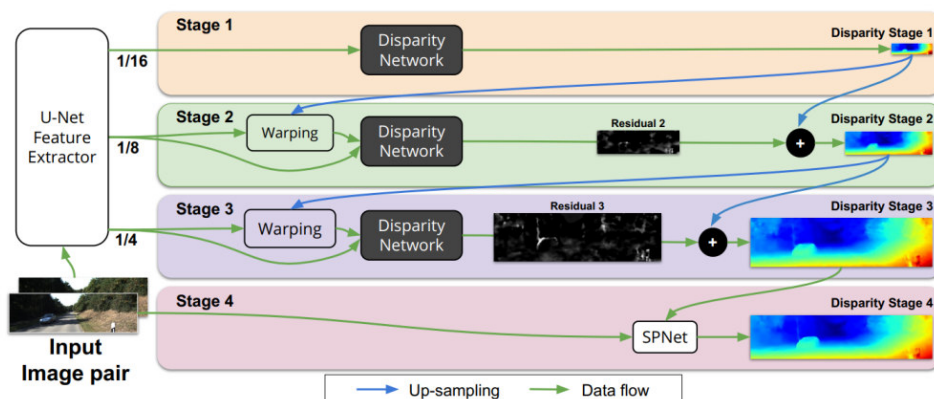 Stage 1
Disparity Stage 1
Disparity
Network
1/16
U-Net
Feature
Extractor
Stage 2
Disparity Stage 2
Warping
Disparity
Network
Residual 2
+
1/8
Stage 3
Disparity Stage 3
Residual 3
Warping
Disparity
Network
+
1/4
Stage 4
Disparity Stage 4
SPNet
Input
Image pair
Up-sampling
Data flow